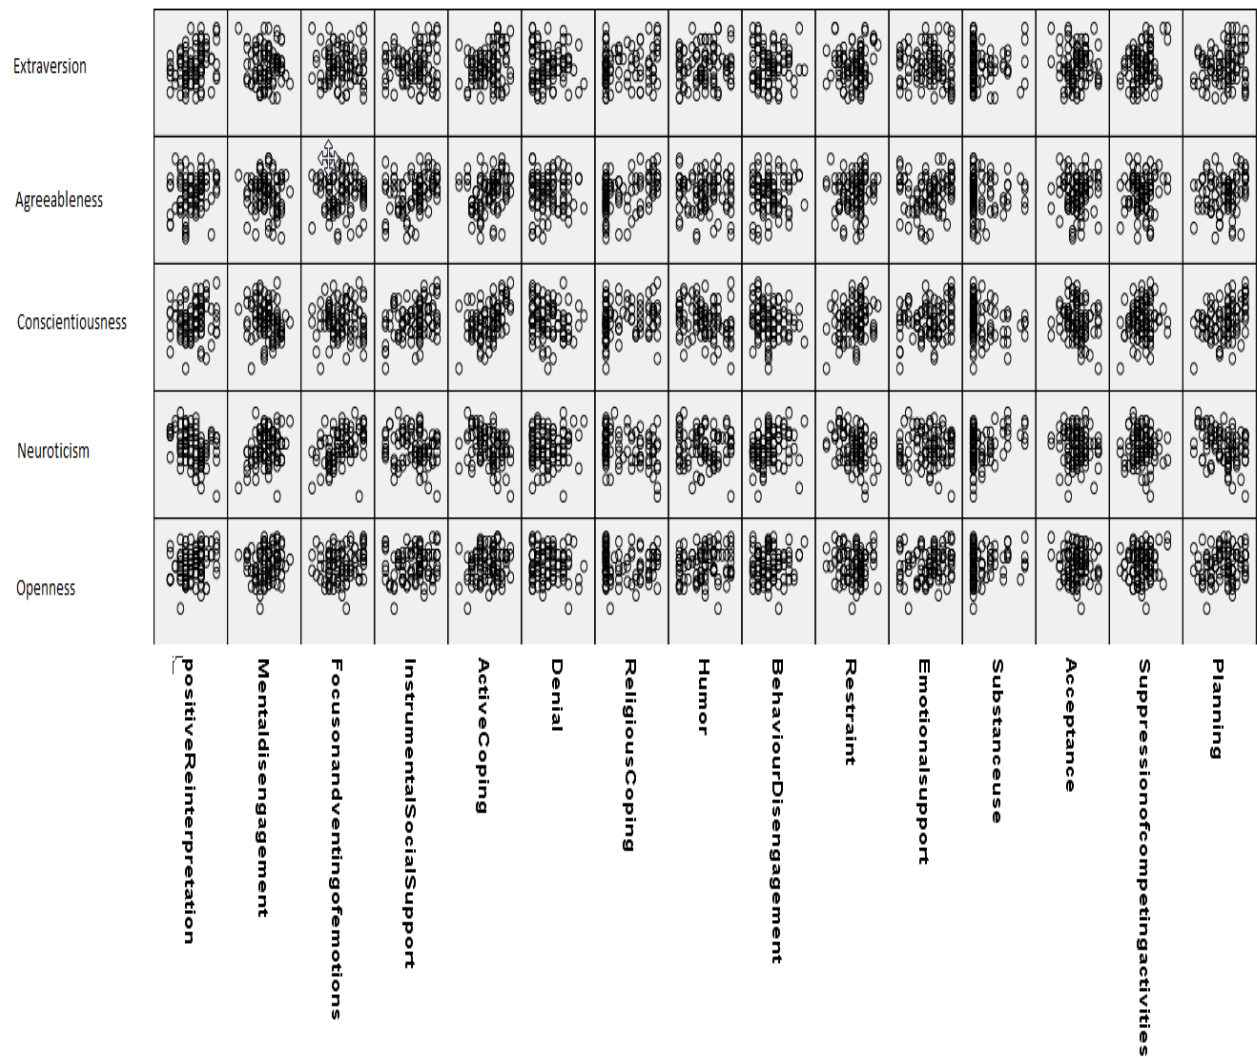 Extraversion
Agreeableness
Conscientiousness
Neuroticism
Openness
positiveReinterpretation
Mentaldisengagement
Focusonandventingofemotions
InstrumentalSocialSupport
ActiveCoping
Denial
ReligiousCoping
Humor
BehaviourDisengagement
Restraint
Emotionalsupport
Substanceuse
Acceptance
Suppressionofcompetingactivities
Planning